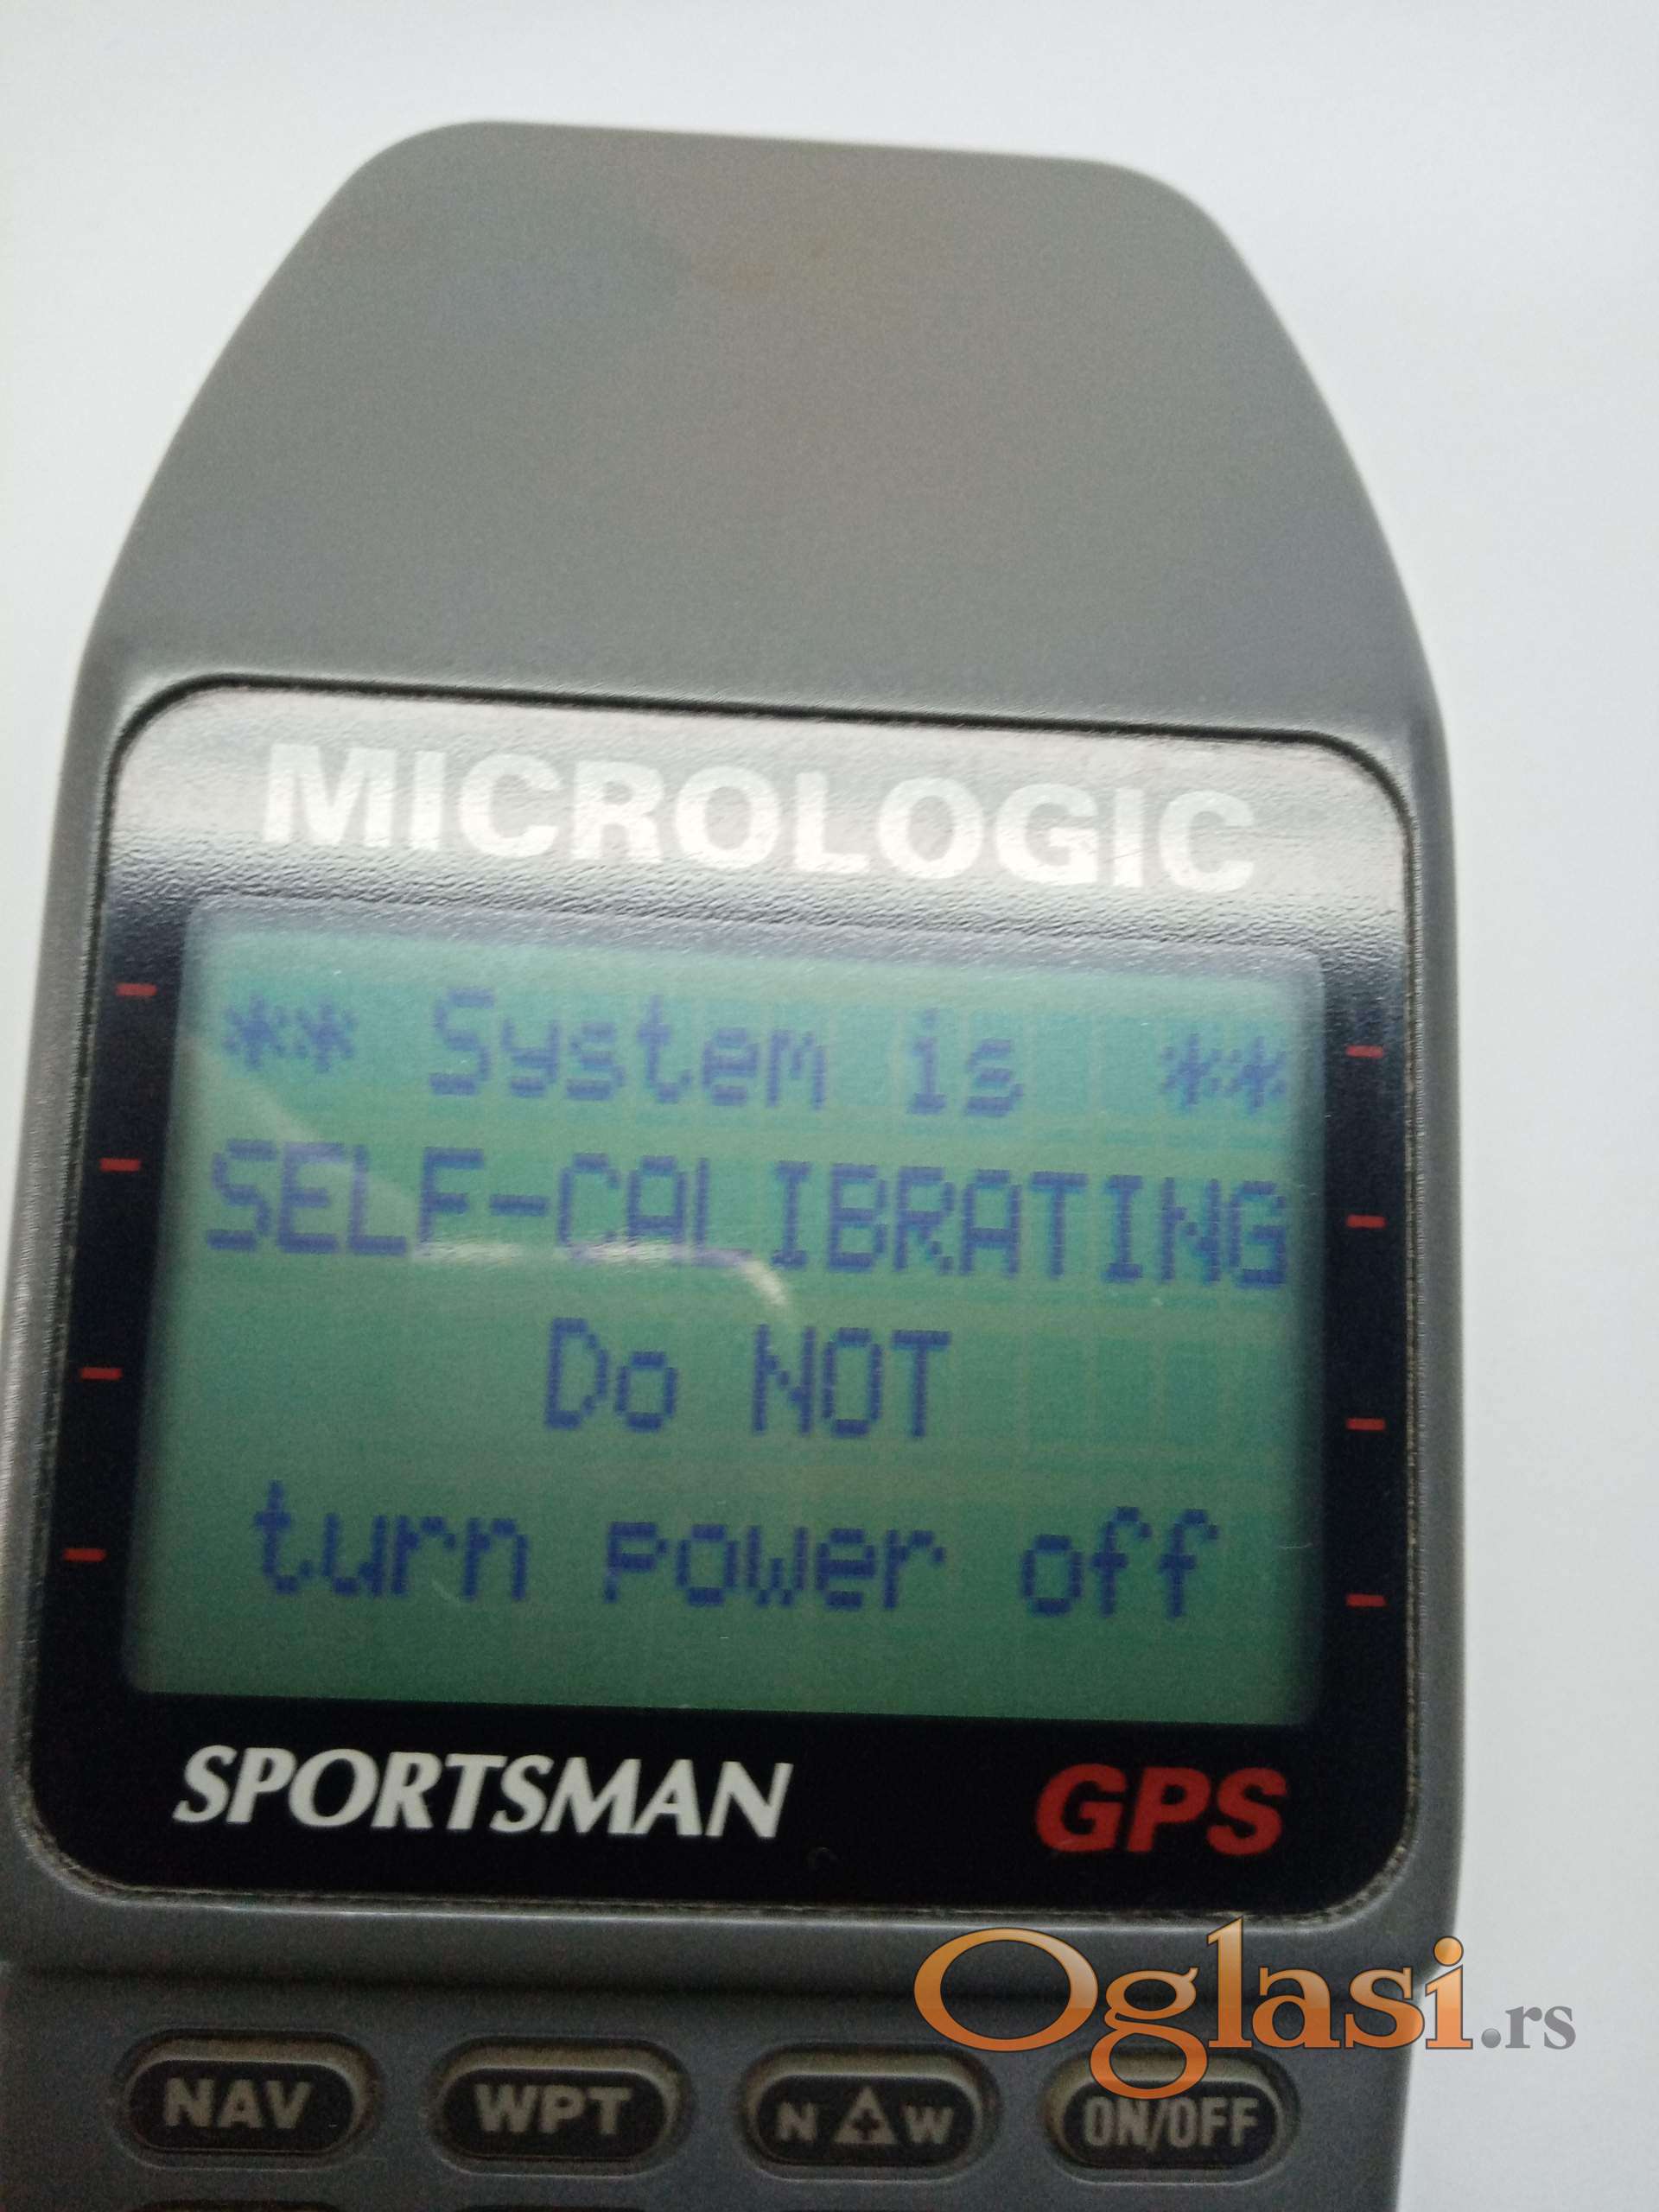 MICROLOGIC
** System is **
SELF-CALIBRATING
Do NOT
turn power off
SPORTSMAN GPS
Oglasi.rs
NAV WPT N W ON/OFF